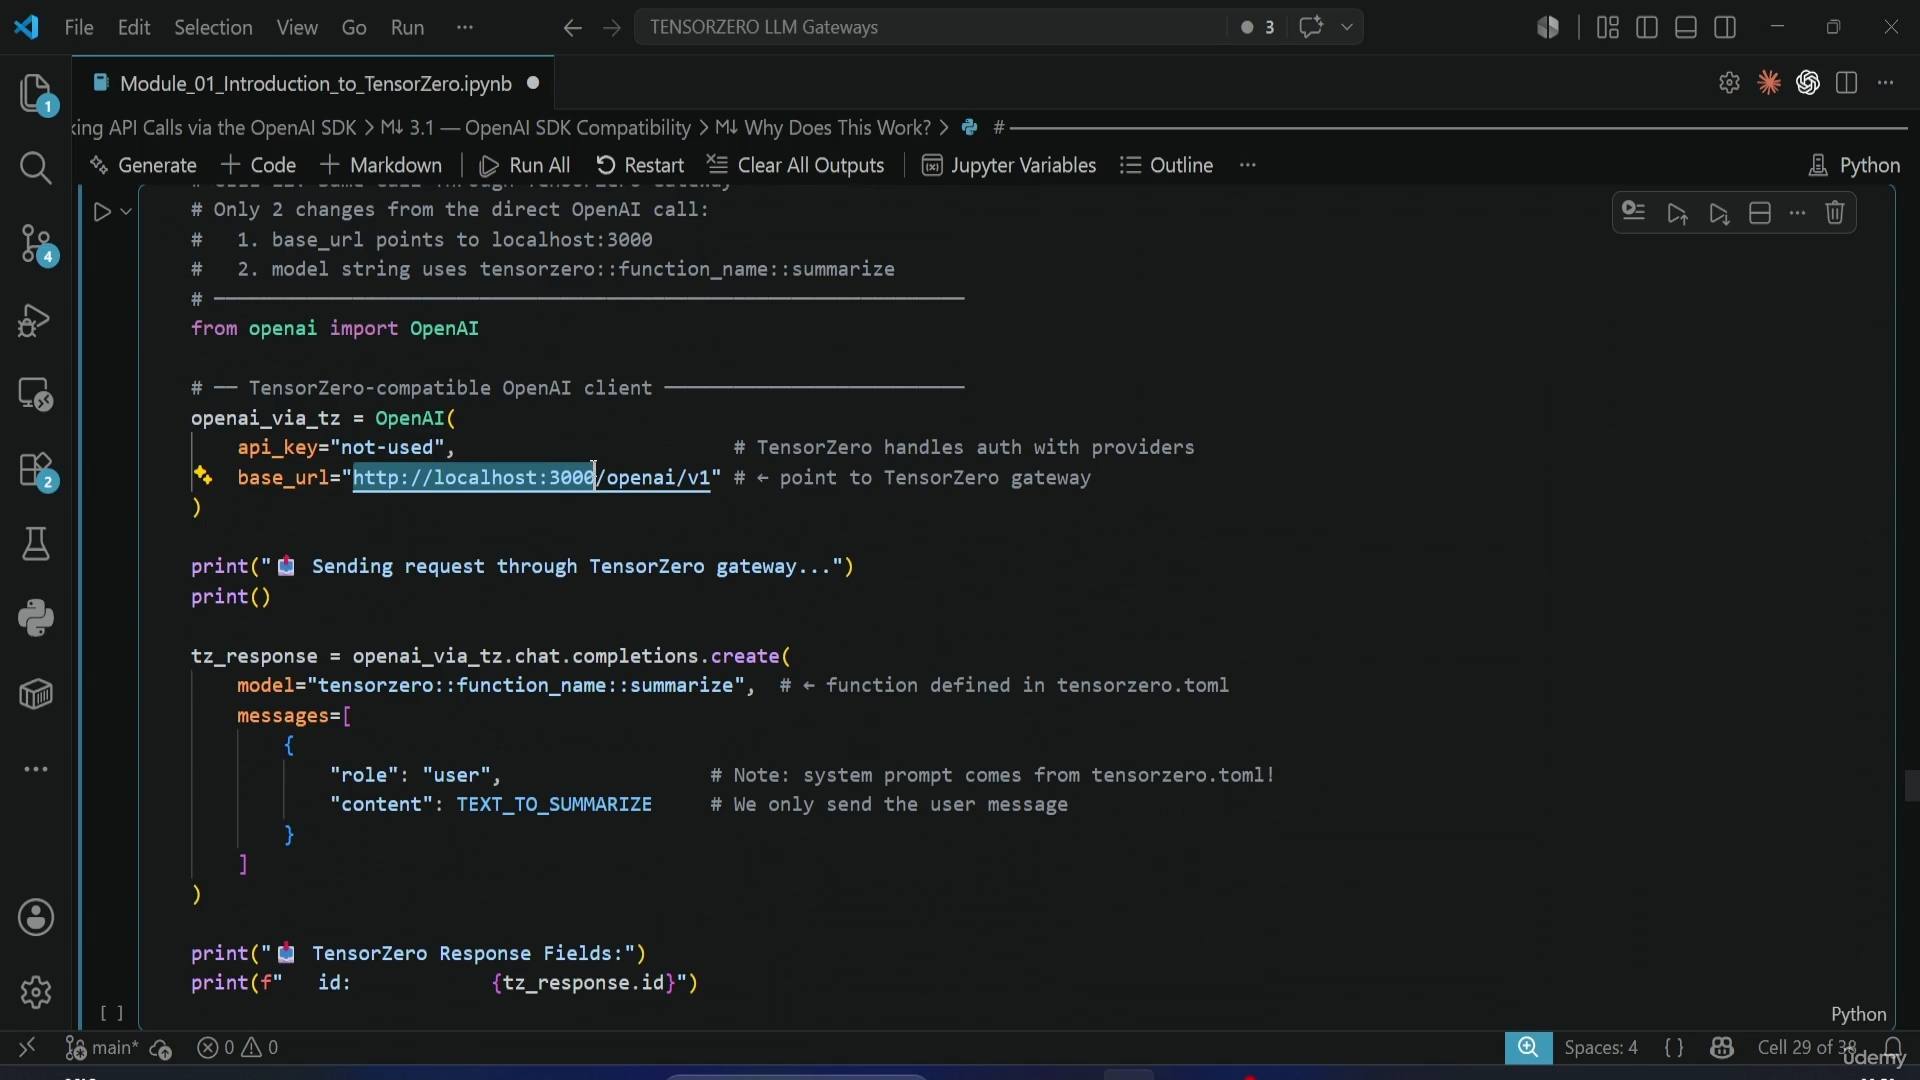 File Edit Selection View Go Run ··· TENSORZERO LLM Gateways 3
Module_01_Introduction_to_TensorZero.ipynb
king API Calls via the OpenAI SDK > M↓ 3.1 — OpenAI SDK Compatibility > M↓ Why Does This Work? > #
Generate + Code + Markdown Run All Restart Clear All Outputs Jupyter Variables Outline ··· Python
# Only 2 changes from the direct OpenAI call:
#   1. base_url points to localhost:3000
#   2. model string uses tensorzero::function_name::summarize
# ─────────────────────────────────────────────────────────────────
from openai import OpenAI
# ── TensorZero-compatible OpenAI client ──────────────────────────
openai_via_tz = OpenAI(
    api_key="not-used",                        # TensorZero handles auth with providers
    base_url="http://localhost:3000/openai/v1" # ← point to TensorZero gateway
)
print("📤 Sending request through TensorZero gateway...")
print()
tz_response = openai_via_tz.chat.completions.create(
    model="tensorzero::function_name::summarize",  # ← function defined in tensorzero.toml
    messages=[
        {
            "role": "user",                  # Note: system prompt comes from tensorzero.toml!
            "content": TEXT_TO_SUMMARIZE     # We only send the user message
        }
    ]
)
print("📥 TensorZero Response Fields:")
print(f"   id:            {tz_response.id}")
[ ] Python
main* 0 0 Spaces: 4 { } Cell 29 of 38
1
4
2
udemy